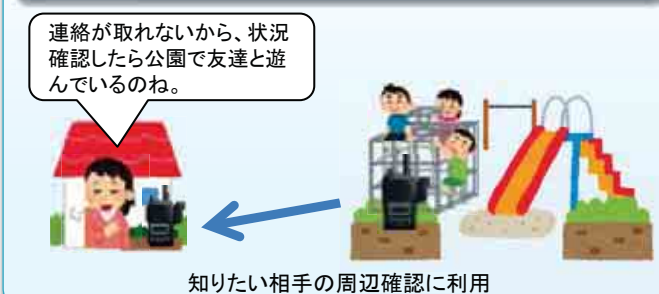 連絡が取れないから、状況
確認したら公園で友達と遊
んでいるのね。
知りたい相手の周辺確認に利用